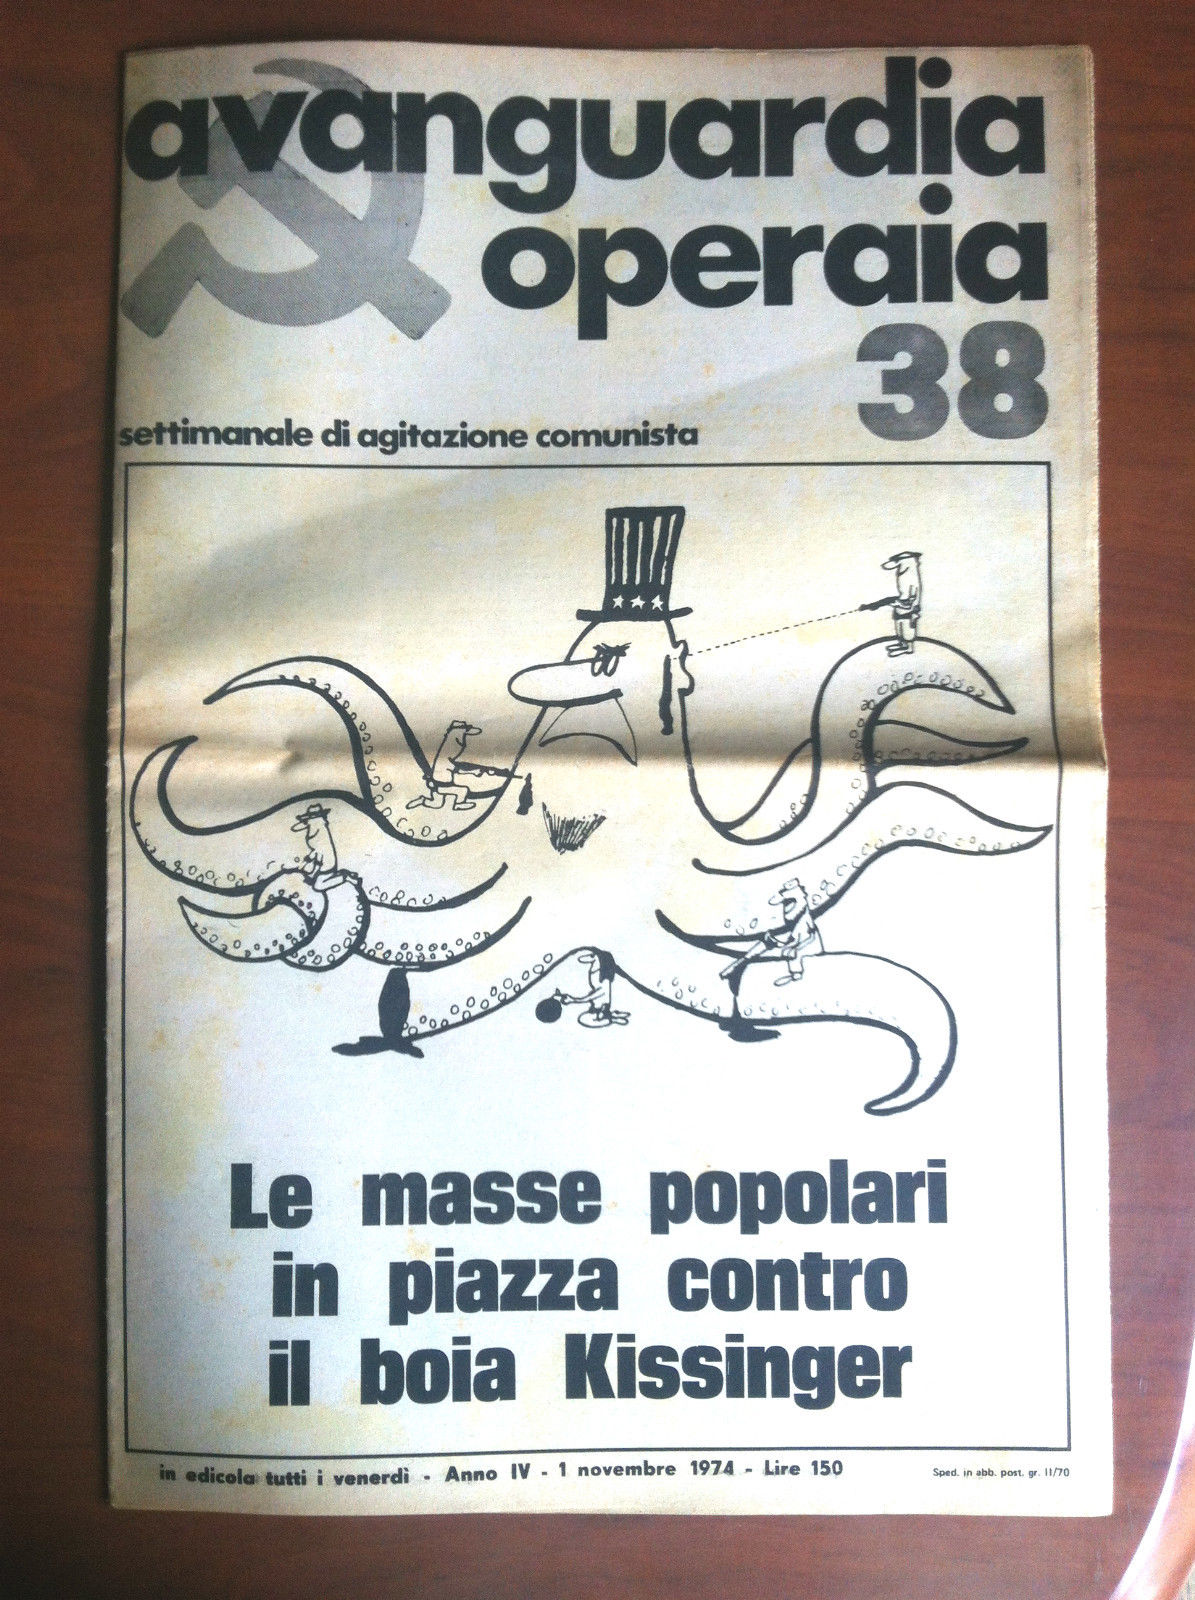 avanguardia
operaia
38
settimanale di agitazione comunista
Le masse popolari
in piazza contro
il boia Kissinger
in edicola tutti i venerdì - Anno IV - 1 novembre 1974 - Lire 150
Sped. in abb. post. gr. II/70